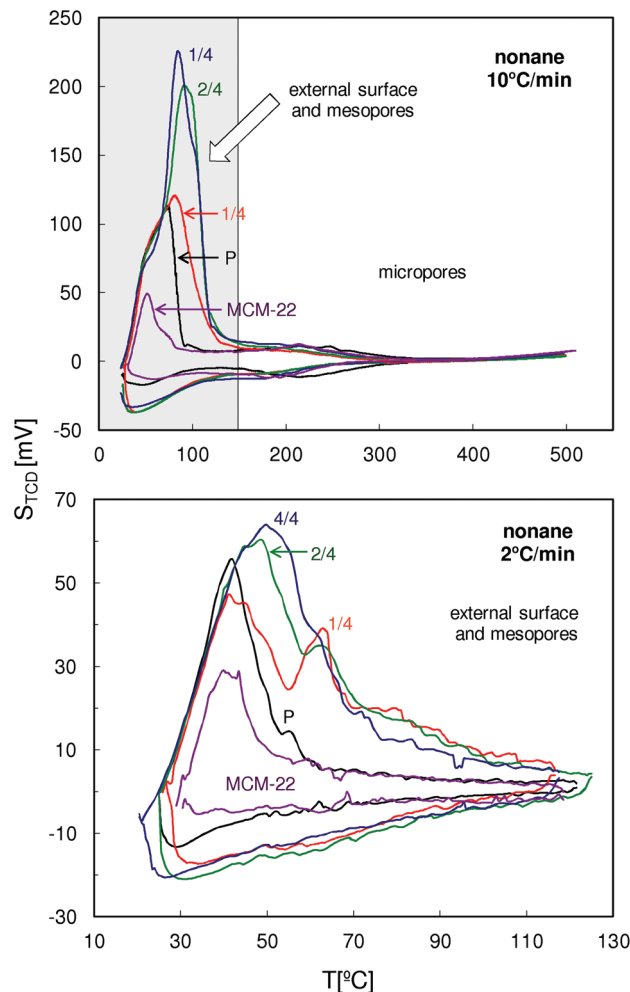 250
200
150
100
50
0
-50
0
100
200
300
400
500
1/4
2/4
1/4
P
MCM-22
external surface
and mesopores
nonane
10ºC/min
micropores
S_TCD [mV]
70
50
30
10
-10
-30
10
30
50
70
90
110
130
4/4
2/4
1/4
P
MCM-22
nonane
2ºC/min
external surface
and mesopores
T[ºC]